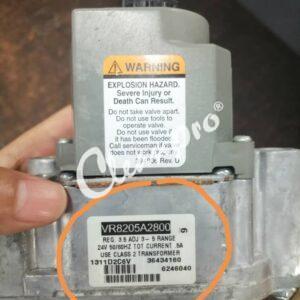 WARNING
EXPLOSION HAZARD.
Severe Injury or
Death Can Result.
Do not take valve apart.
Do not use tools to
operate valve.
Do not use valve if
it has been flooded.
Call serviceman if valve
does not work properly.
Rev. U
VR8205A2800
9
REG. 3.5 ADJ 3- 5 RANGE
24V 50/60HZ TOT CURRENT .5A
USE CLASS 2 TRANSFORMER
1311D2C6V 36434160
6246040